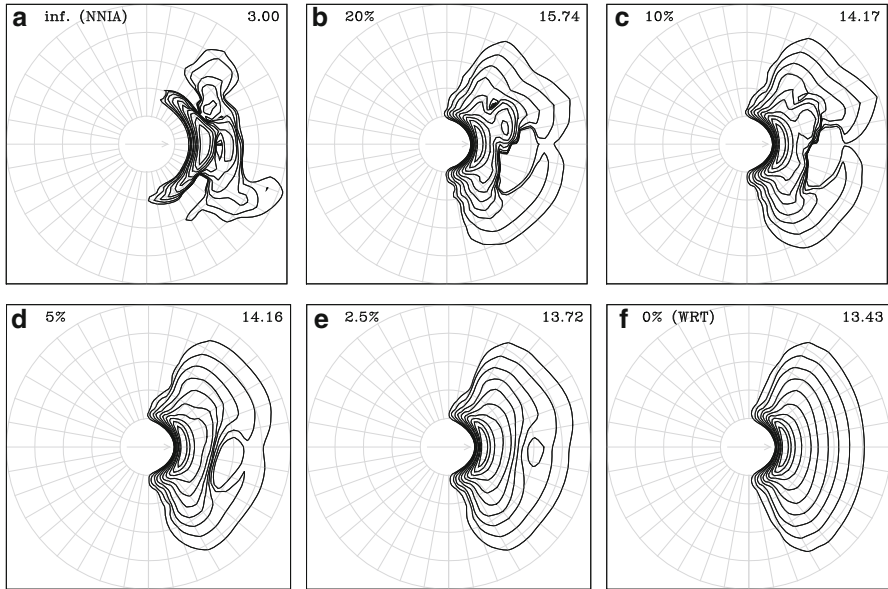 a inf. (NNIA) 3.00
b 20% 15.74
c 10% 14.17
d 5% 14.16
e 2.5% 13.72
f 0% (WRT) 13.43